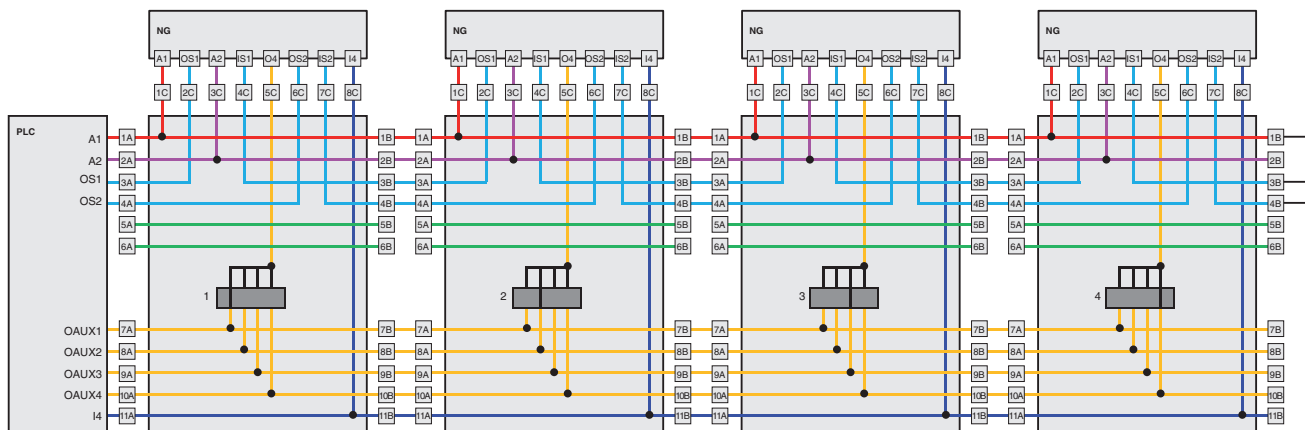 NG NG NG NG
A1 OS1 A2 IS1 O4 OS2 IS2 I4 A1 OS1 A2 IS1 O4 OS2 IS2 I4 A1 OS1 A2 IS1 O4 OS2 IS2 I4 A1 OS1 A2 IS1 O4 OS2 IS2 I4
1C 2C 3C 4C 5C 6C 7C 8C 1C 2C 3C 4C 5C 6C 7C 8C 1C 2C 3C 4C 5C 6C 7C 8C 1C 2C 3C 4C 5C 6C 7C 8C
PLC
A1 1A 1B 1A 1B 1A 1B 1A 1B
A2 2A 2B 2A 2B 2A 2B 2A 2B
OS1 3A 3B 3A 3B 3A 3B 3A 3B
OS2 4A 4B 4A 4B 4A 4B 4A 4B
5A 5B 5A 5B 5A 5B 5A 5B
6A 6B 6A 6B 6A 6B 6A 6B
1 2 3 4
OAUX1 7A 7B 7A 7B 7A 7B 7A 7B
OAUX2 8A 8B 8A 8B 8A 8B 8A 8B
OAUX3 9A 9B 9A 9B 9A 9B 9A 9B
OAUX4 10A 10B 10A 10B 10A 10B 10A 10B
I4 11A 11B 11A 11B 11A 11B 11A 11B